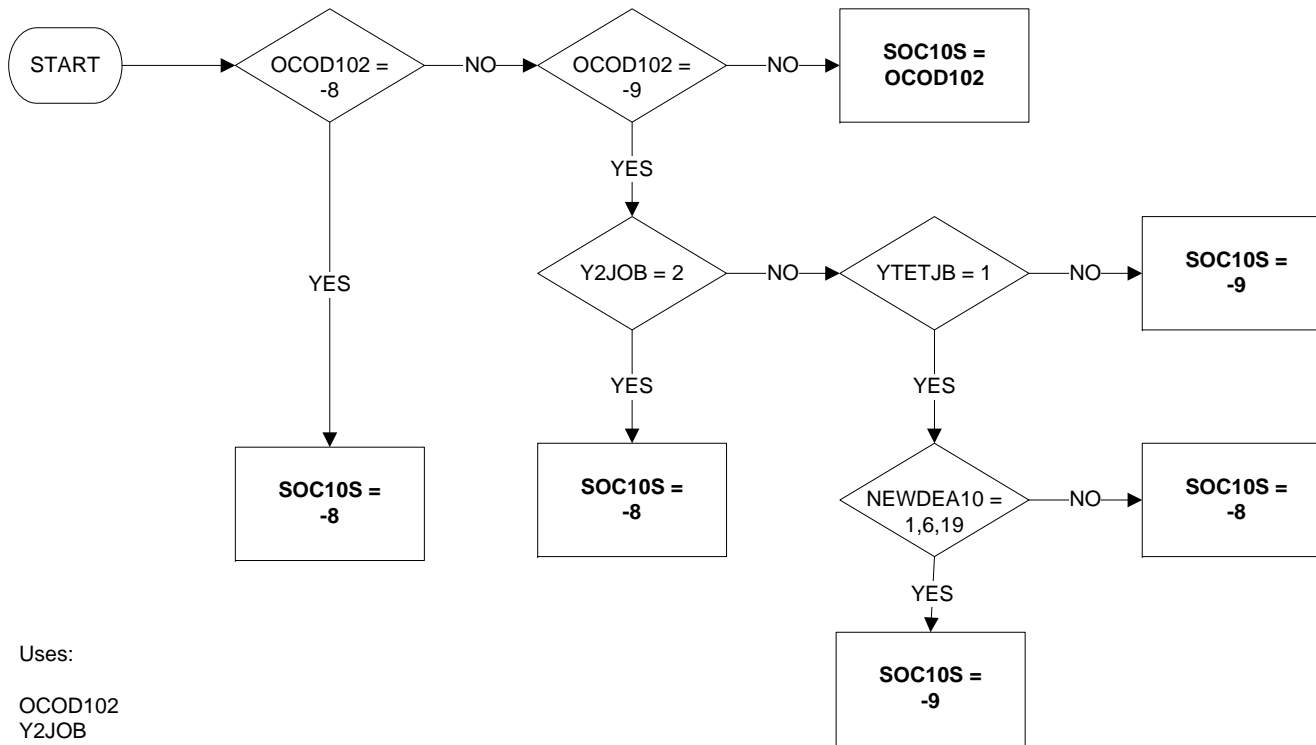 START
OCOD102 =
-8
NO
OCOD102 =
-9
NO
SOC10S =
OCOD102
YES
YES
Y2JOB = 2
NO
YTETJB = 1
NO
SOC10S =
-9
YES
YES
SOC10S =
-8
SOC10S =
-8
NEWDEA10 =
1,6,19
NO
SOC10S =
-8
YES
SOC10S =
-9
Uses:
OCOD102
Y2JOB